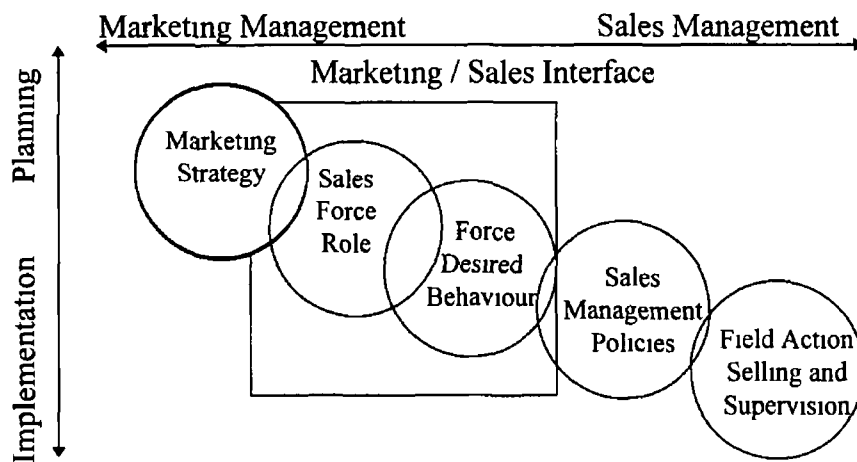 Marketing Management
Sales Management
Marketing / Sales Interface
Planning
Implementation
Marketing
Strategy
Sales
Force
Role
Force
Desired
Behaviour
Sales
Management
Policies
Field Action
Selling and
Supervision